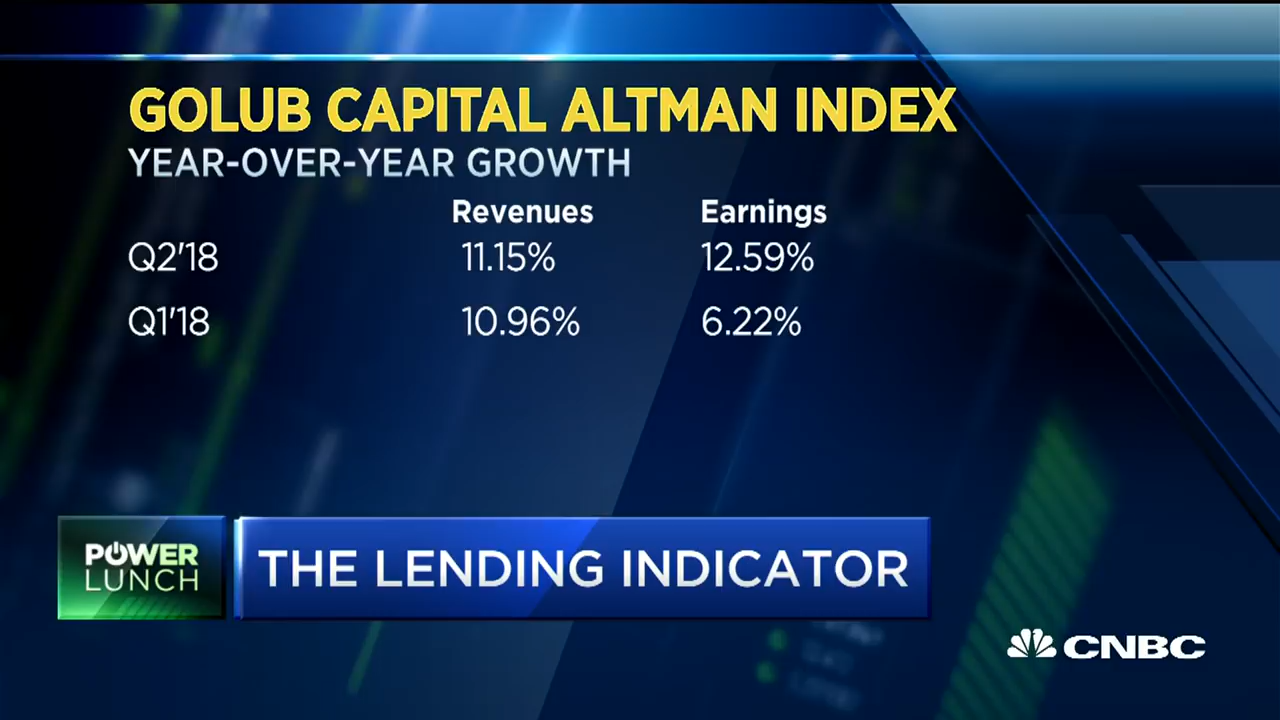 GOLUB CAPITAL ALTMAN INDEX
YEAR-OVER-YEAR GROWTH
Revenues Earnings
Q2'18 11.15% 12.59%
Q1'18 10.96% 6.22%
POWER
LUNCH
THE LENDING INDICATOR
CNBC